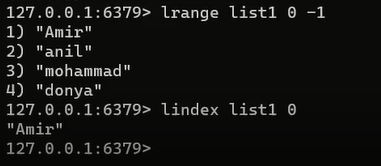 127.0.0.1:6379> lrange list1 0 -1
1) "Amir"
2) "anil"
3) "mohammad"
4) "donya"
127.0.0.1:6379> lindex list1 0
"Amir"
127.0.0.1:6379>